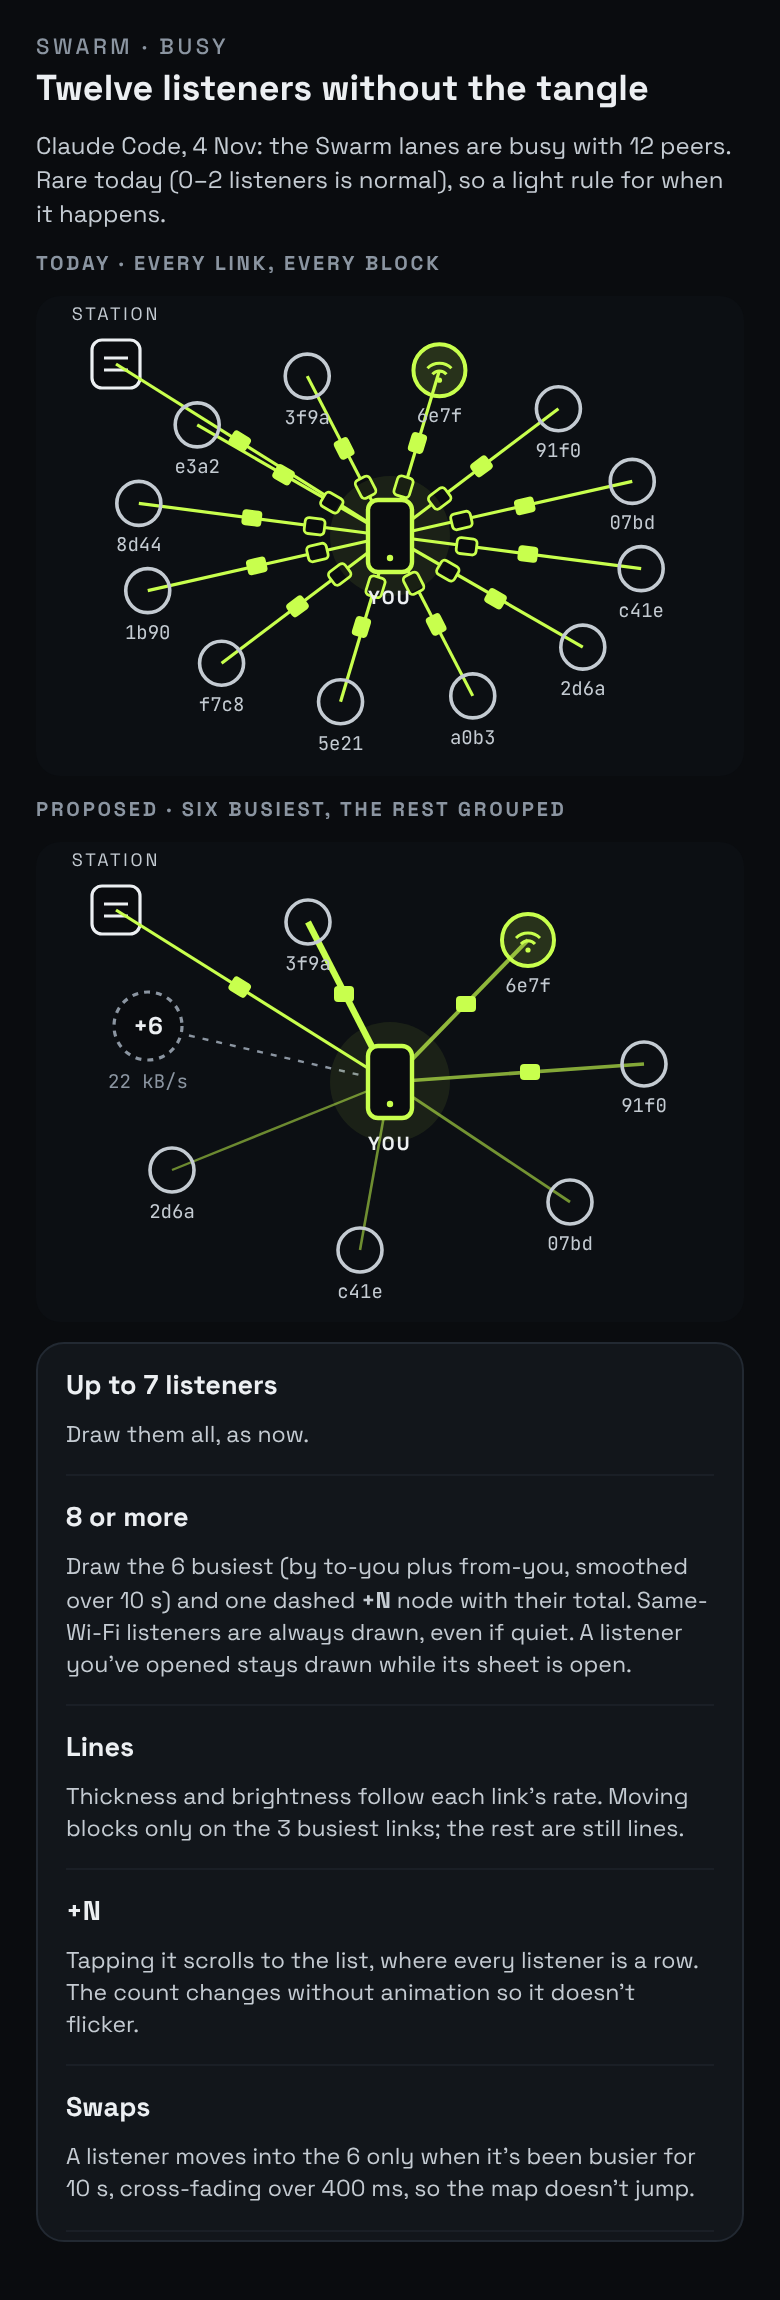 SWARM · BUSY
Twelve listeners without the tangle
Claude Code, 4 Nov: the Swarm lanes are busy with 12 peers.
Rare today (0–2 listeners is normal), so a light rule for when
it happens.
TODAY · EVERY LINK, EVERY BLOCK
STATION
3f9a
6e7f
91f0
e3a2
07bd
8d44
c41e
YOU
1b90
2d6a
f7c8
5e21
a0b3
PROPOSED · SIX BUSIEST, THE REST GROUPED
STATION
3f9a
6e7f
+6
22 kB/s
91f0
YOU
2d6a
07bd
c41e
Up to 7 listeners
Draw them all, as now.
8 or more
Draw the 6 busiest (by to-you plus from-you, smoothed
over 10 s) and one dashed +N node with their total. Same-
Wi-Fi listeners are always drawn, even if quiet. A listener
you’ve opened stays drawn while its sheet is open.
Lines
Thickness and brightness follow each link’s rate. Moving
blocks only on the 3 busiest links; the rest are still lines.
+N
Tapping it scrolls to the list, where every listener is a row.
The count changes without animation so it doesn’t
flicker.
Swaps
A listener moves into the 6 only when it’s been busier for
10 s, cross-fading over 400 ms, so the map doesn’t jump.